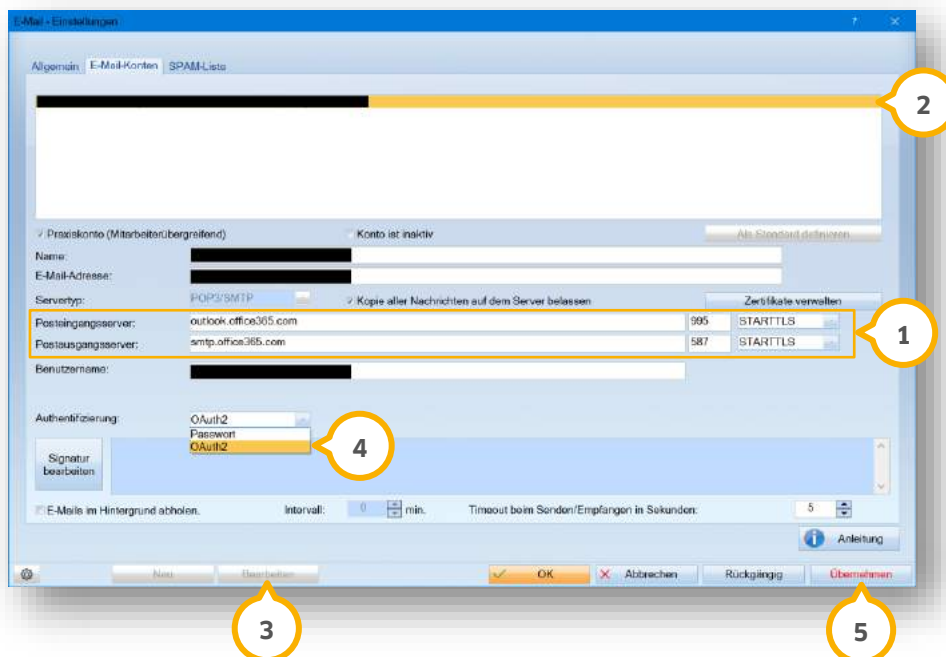 E-Mail - Einstellungen ?
Allgemein E-Mail-Konten SPAM-Liste
2
Praxiskonto (Mitarbeiterübergreifend) Konto ist inaktiv Als Standard definieren
Name:
E-Mail-Adresse:
Servertyp: POP3/SMTP Kopie aller Nachrichten auf dem Server belassen Zertifikate verwalten
Posteingangsserver: outlook.office365.com 995 STARTTLS
1
Postausgangsserver: smtp.office365.com 587 STARTTLS
Benutzername:
Authentifizierung: OAuth2
Passwort
OAuth2
4
Signatur
bearbeiten
E-Mails im Hintergrund abholen. Intervall: 0 min. Timeout beim Senden/Empfangen in Sekunden: 5
Anleitung
Neu Bearbeiten OK Abbrechen Rückgängig Übernehmen
3 5